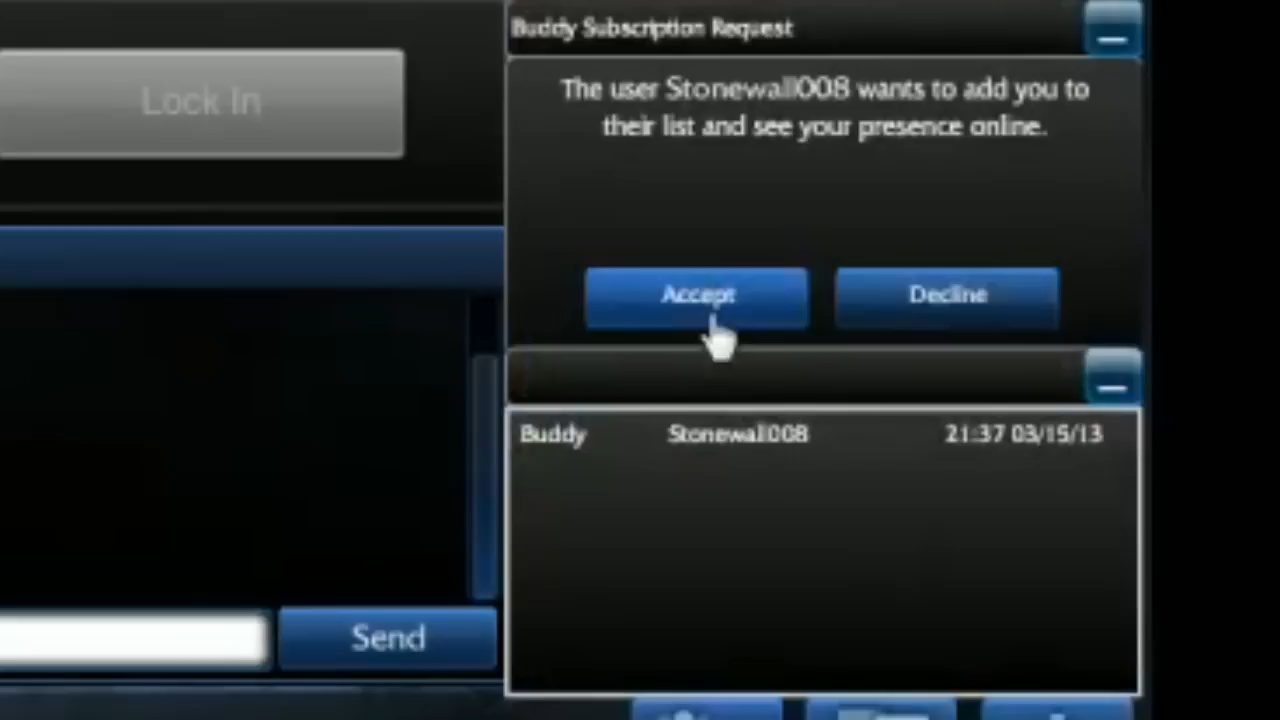 Lock In
Buddy Subscription Request
The user Stonewall008 wants to add you to
their list and see your presence online.
Accept
Decline
Buddy Stonewall008 21:37 03/15/13
Send